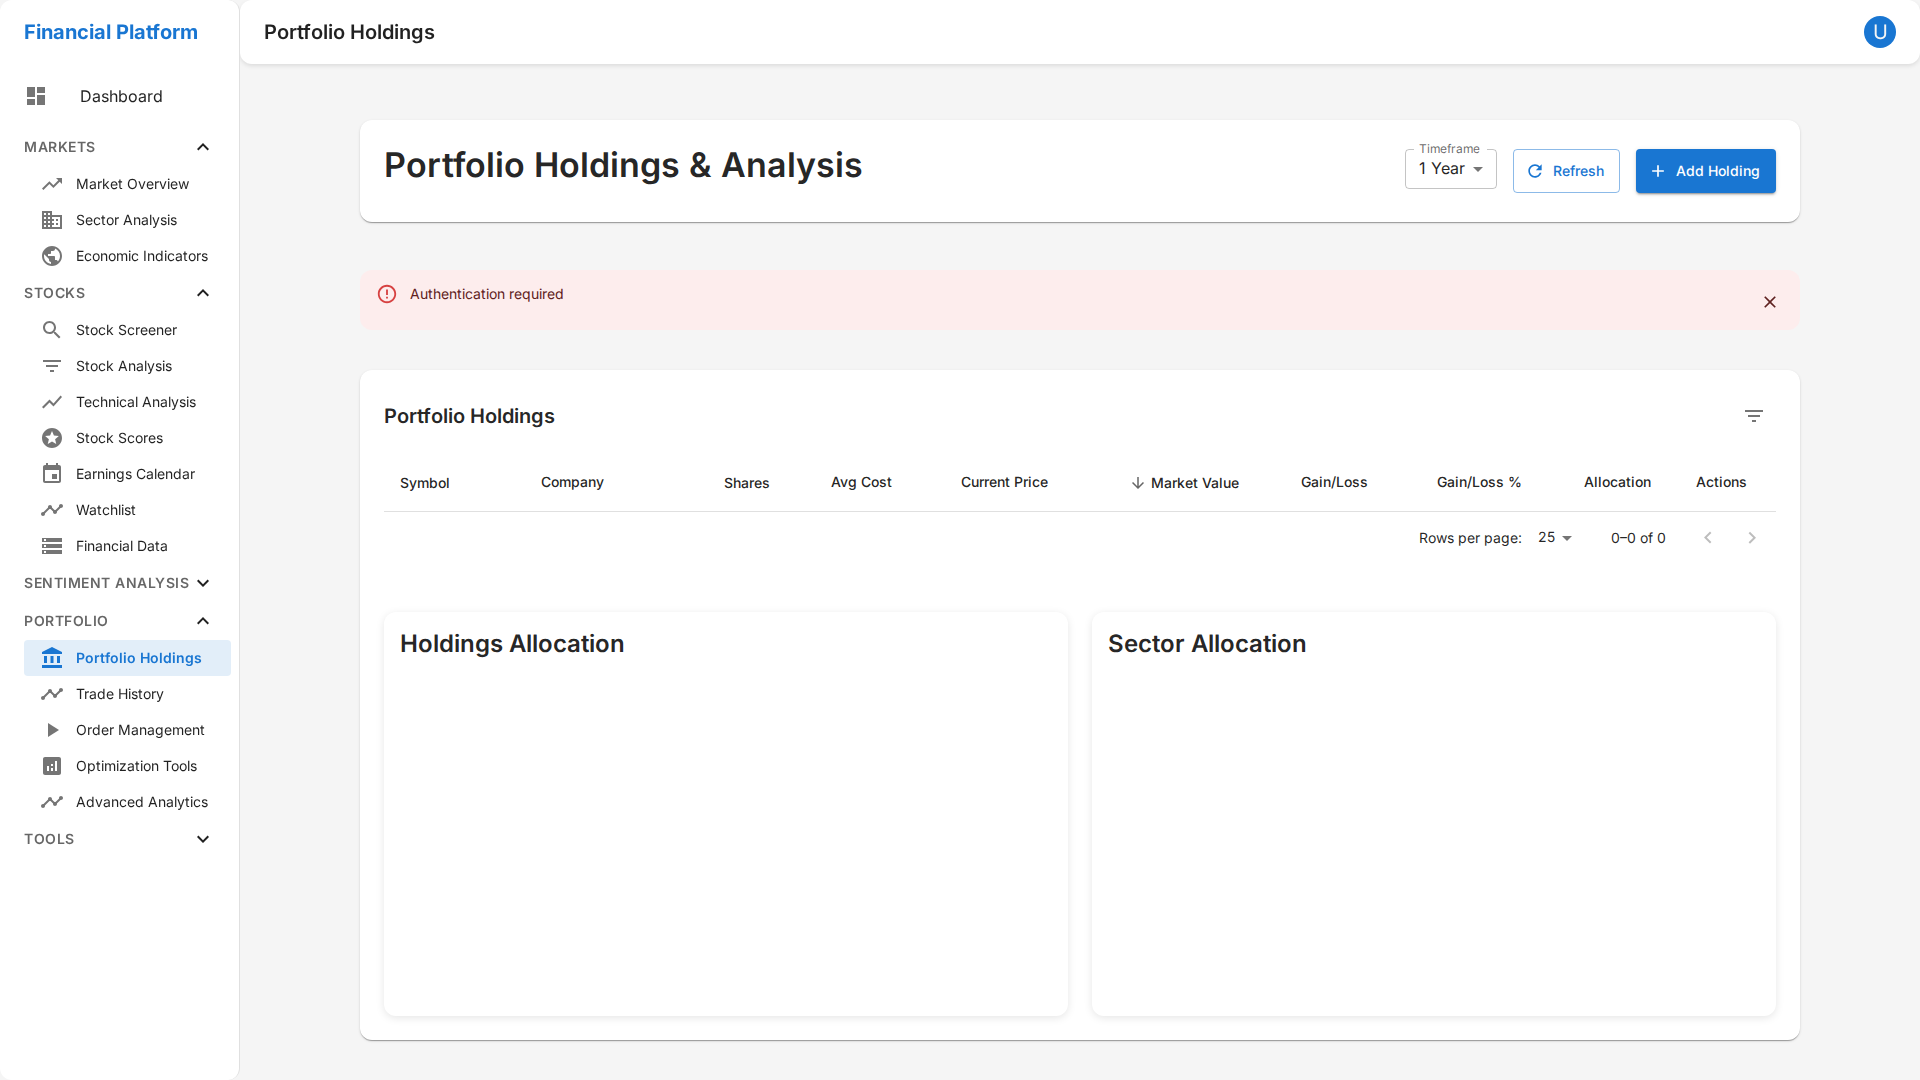 Financial Platform
Portfolio Holdings
U
Dashboard
MARKETS
Market Overview
Sector Analysis
Economic Indicators
STOCKS
Stock Screener
Stock Analysis
Technical Analysis
Stock Scores
Earnings Calendar
Watchlist
Financial Data
SENTIMENT ANALYSIS
PORTFOLIO
Portfolio Holdings
Trade History
Order Management
Optimization Tools
Advanced Analytics
TOOLS
Portfolio Holdings & Analysis
Timeframe
1 Year
Refresh
Add Holding
Authentication required
Portfolio Holdings
Symbol Company Shares Avg Cost Current Price Market Value Gain/Loss Gain/Loss % Allocation Actions
Rows per page: 25 0–0 of 0
Holdings Allocation
Sector Allocation